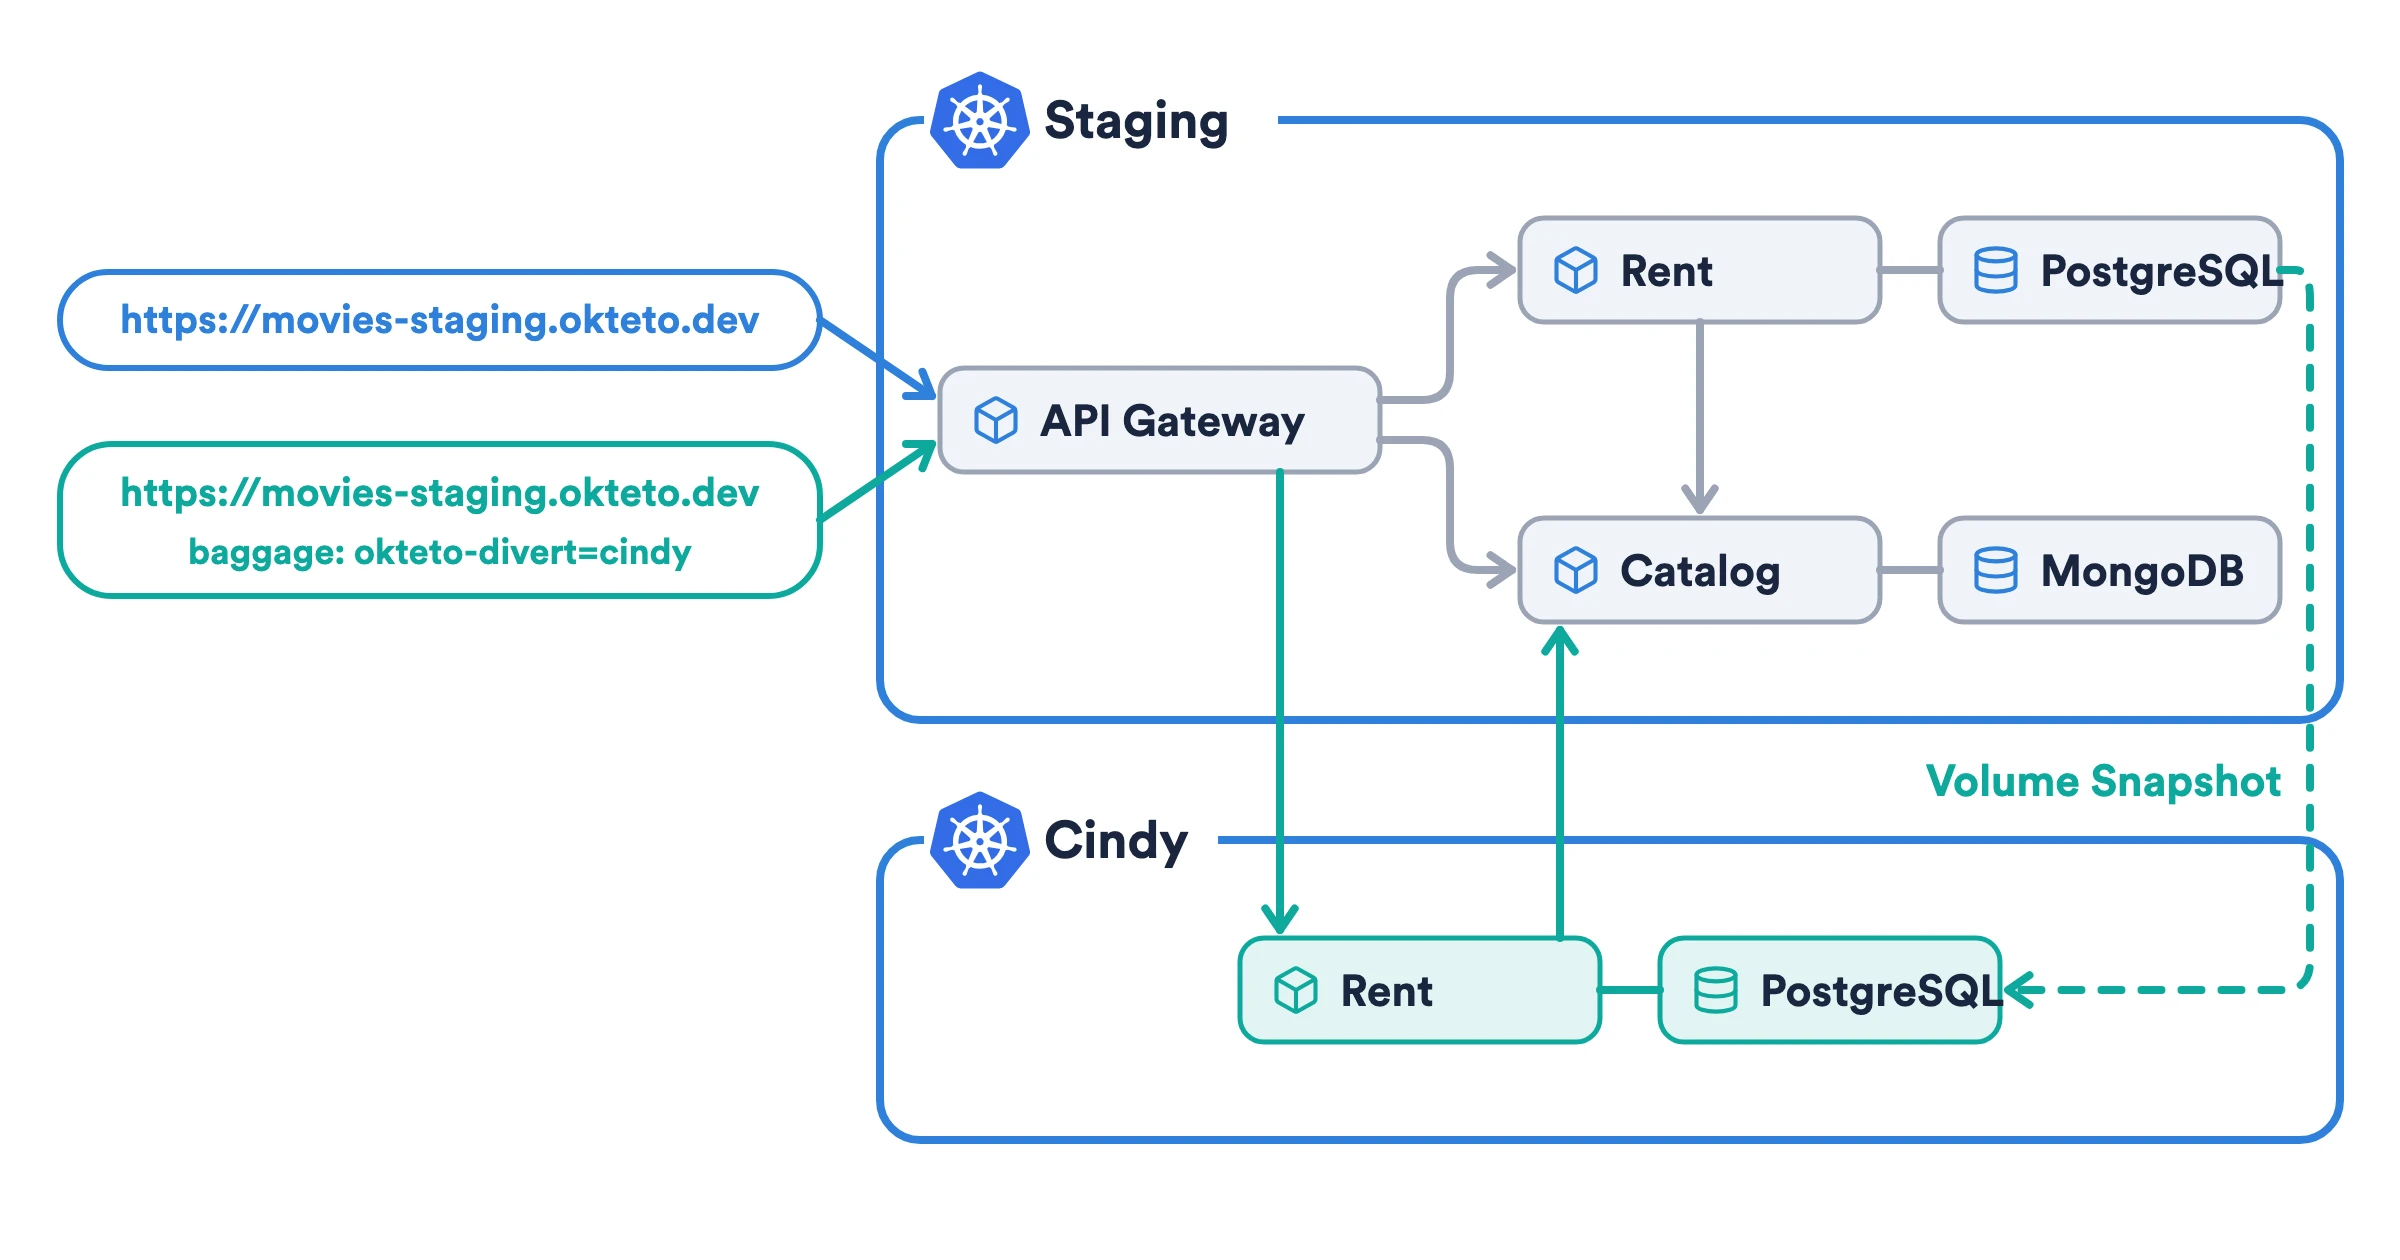 Staging
https://movies-staging.okteto.dev
https://movies-staging.okteto.dev
baggage: okteto-divert=cindy
API Gateway
Rent
PostgreSQL
Catalog
MongoDB
Volume Snapshot
Cindy
Rent
PostgreSQL